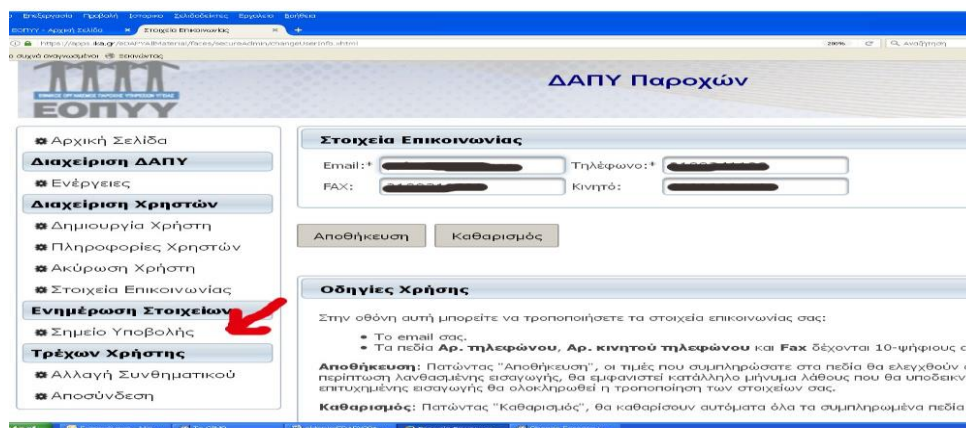 Επεξεργασία Προβολή Ιστορικό Σελιδοδείκτες Εργαλεία Βοήθεια
ΕΟΠΥΥ - Αρχική Σελίδα
Στοιχεία Επικοινωνίας
Αναζήτηση
ΕΟΠΥΥ
ΔΑΠΥ Παροχών
Αρχική Σελίδα
Διαχείριση ΔΑΠΥ
Ενέργειες
Διαχείριση Χρηστών
Δημιουργία Χρήστη
Πληροφορίες Χρηστών
Ακύρωση Χρήστη
Στοιχεία Επικοινωνίας
Ενημέρωση Στοιχείων
Σημείο Υποβολής
Τρέχων Χρήστης
Αλλαγή Συνθηματικού
Αποσύνδεση
Στοιχεία Επικοινωνίας
Email:* Τηλέφωνο:*
FAX: Κινητό:
Αποθήκευση Καθαρισμός
Οδηγίες Χρήσης
Στην οθόνη αυτή μπορείτε να τροποποιήσετε τα στοιχεία επικοινωνίας σας:
• Το email σας.
• Τα πεδία Αρ. τηλεφώνου, Αρ. κινητού τηλεφώνου και Fax δέχονται 10-ψήφιους
Αποθήκευση: Πατώντας "Αποθήκευση", οι τιμές που συμπληρώσατε στα πεδία θα ελεγχθούν
περίπτωση λανθασμένης εισαγωγής, θα εμφανιστεί κατάλληλο μήνυμα λάθους που θα υποδεικν
επιτυχημένης εισαγωγής θα ολοκληρωθεί η τροποποίηση των στοιχείων σας.
Καθαρισμός: Πατώντας "Καθαρισμός", θα καθαρίσουν αυτόματα όλα τα συμπληρωμένα πεδία